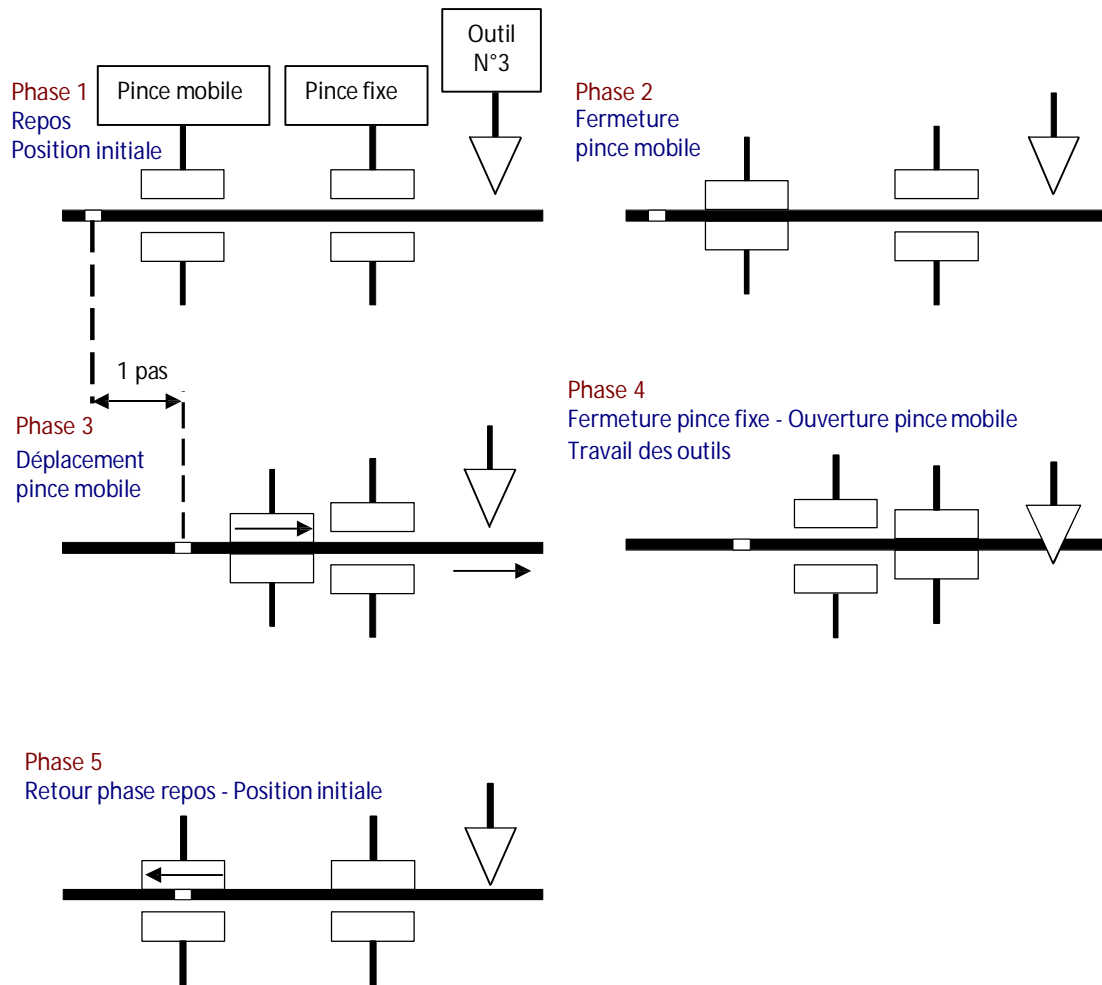 Outil
N°3
Pince mobile
Pince fixe
Phase 1
Repos
Position initiale
Phase 2
Fermeture
pince mobile
1 pas
Phase 3
Déplacement
pince mobile
Phase 4
Fermeture pince fixe - Ouverture pince mobile
Travail des outils
Phase 5
Retour phase repos - Position initiale